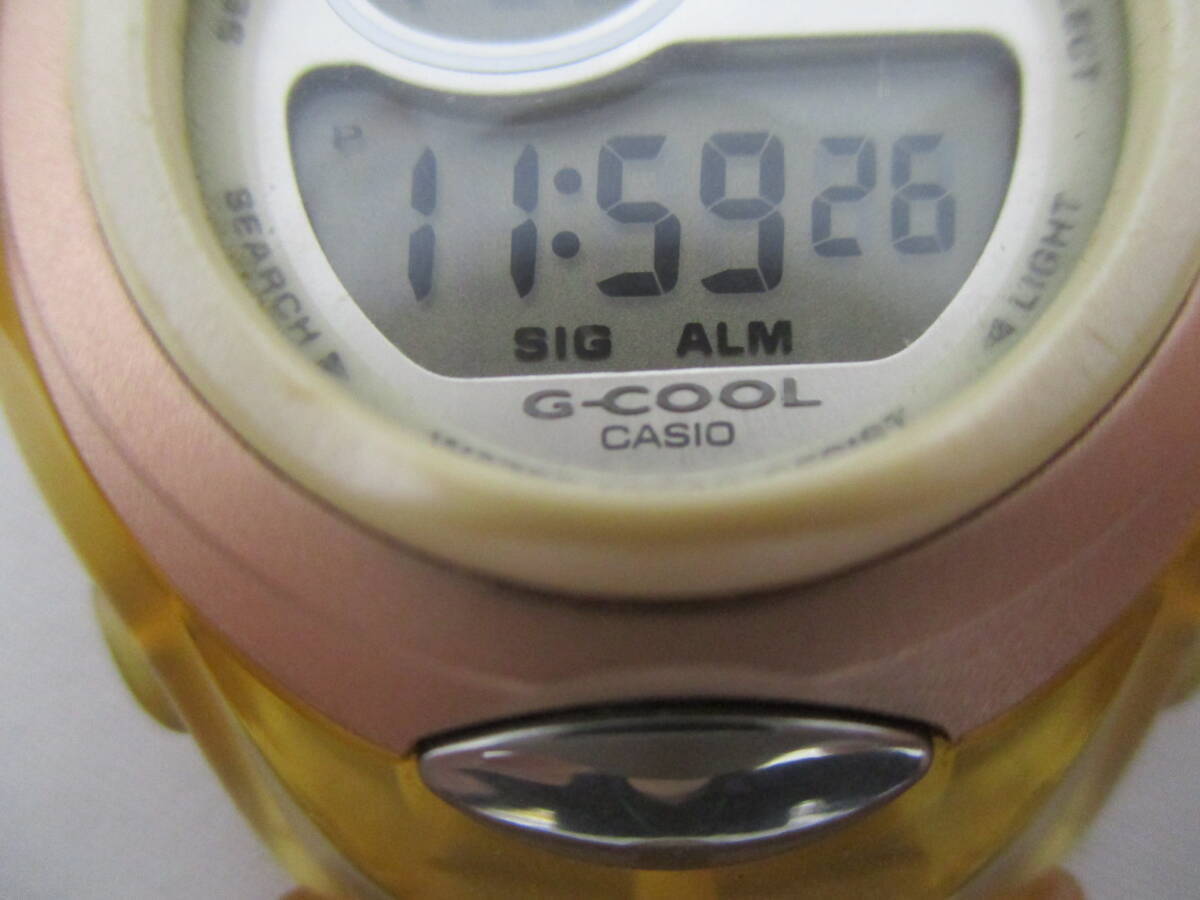 P 11:59 26
SIG ALM
G-COOL
CASIO
SEARCH
LIGHT